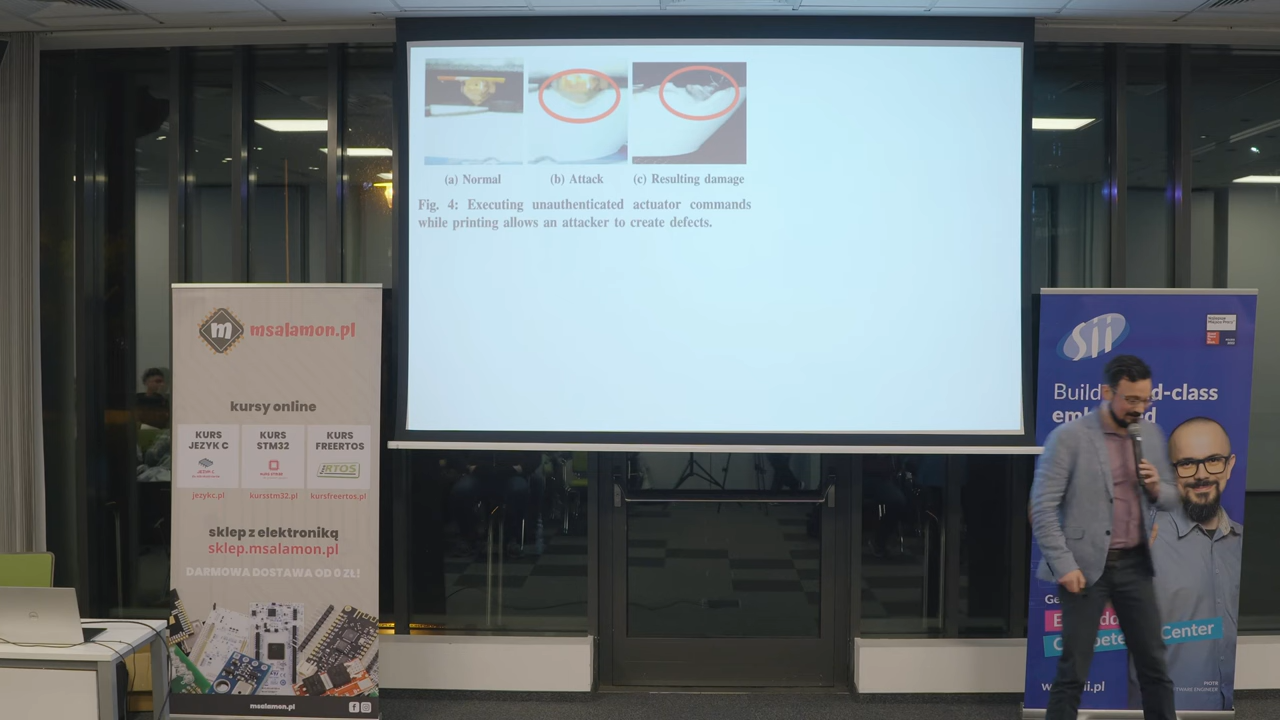 (a) Normal
(b) Attack
(c) Resulting damage
Fig. 4: Executing unauthenticated actuator commands
while printing allows an attacker to create defects.
m
msalamon.pl
kursy online
KURS
JEZYK C
jezykc.pl
KURS
STM32
kursstm32.pl
KURS
FREERTOS
RTOS
kursfreertos.pl
sklep z elektroniką
sklep.msalamon.pl
DARMOWA DOSTAWA OD 0 ZŁ!
msalamon.pl
sii
Build
d-class
Center
PIOTR